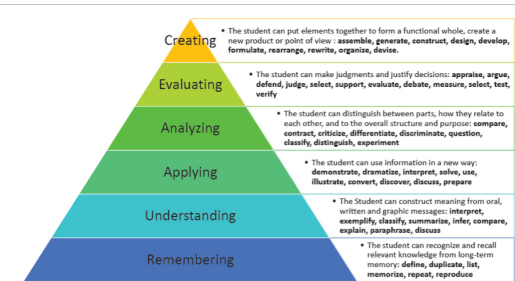 Creating
• The student can put elements together to form a functional whole, create a
new product or point of view : assemble, generate, construct, design, develop,
formulate, rearrange, rewrite, organize, devise.
Evaluating
• The student can make judgments and justify decisions: appraise, argue,
defend, judge, select, support, evaluate, debate, measure, select, test,
verify
Analyzing
• The student can distinguish between parts, how they relate to
each other, and to the overall structure and purpose: compare,
contract, criticize, differentiate, discriminate, question,
classify, distinguish, experiment
Applying
• The student can use information in a new way:
demonstrate, dramatize, interpret, solve, use,
illustrate, convert, discover, discuss, prepare
Understanding
• The Student can construct meaning from oral,
written and graphic messages: interpret,
exemplify, classify, summarize, infer, compare,
explain, paraphrase, discuss
Remembering
• The student can recognize and recall
relevant knowledge from long-term
memory: define, duplicate, list,
memorize, repeat, reproduce